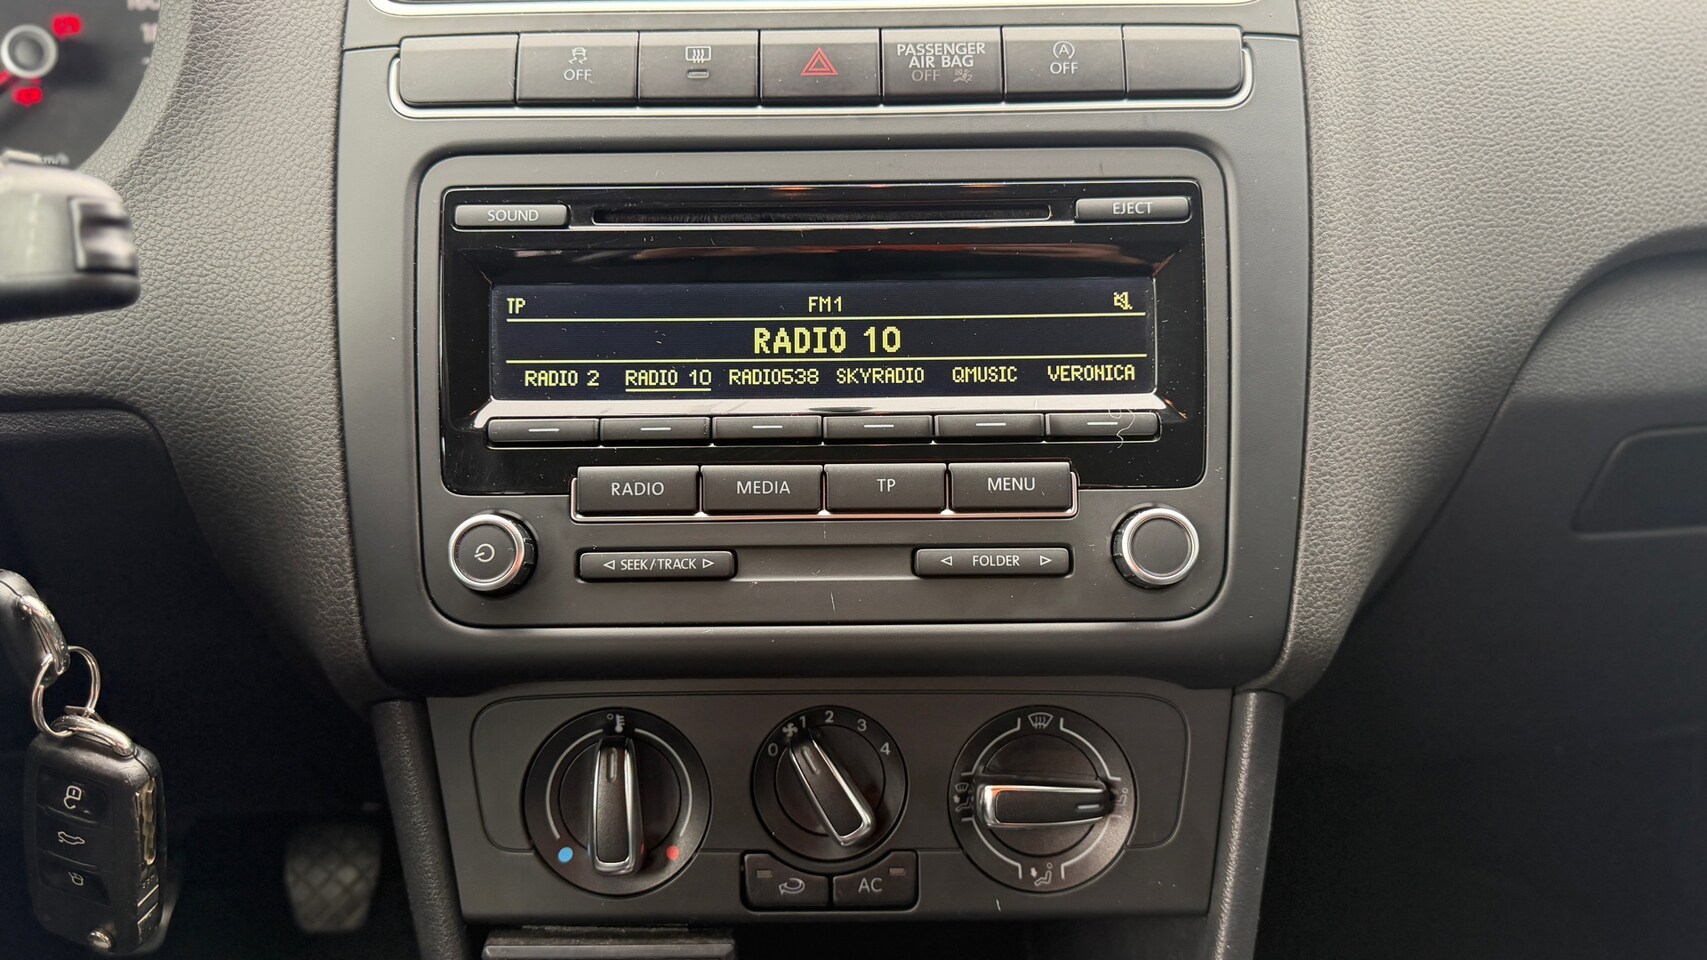 OFF
PASSENGER
AIR BAG
OFF
A
OFF
SOUND
EJECT
TP FM1
RADIO 10
RADIO 2 RADIO 10 RADIO538 SKYRADIO QMUSIC VERONICA
RADIO MEDIA TP MENU
SEEK/TRACK
FOLDER
0 1 2 3 4
AC